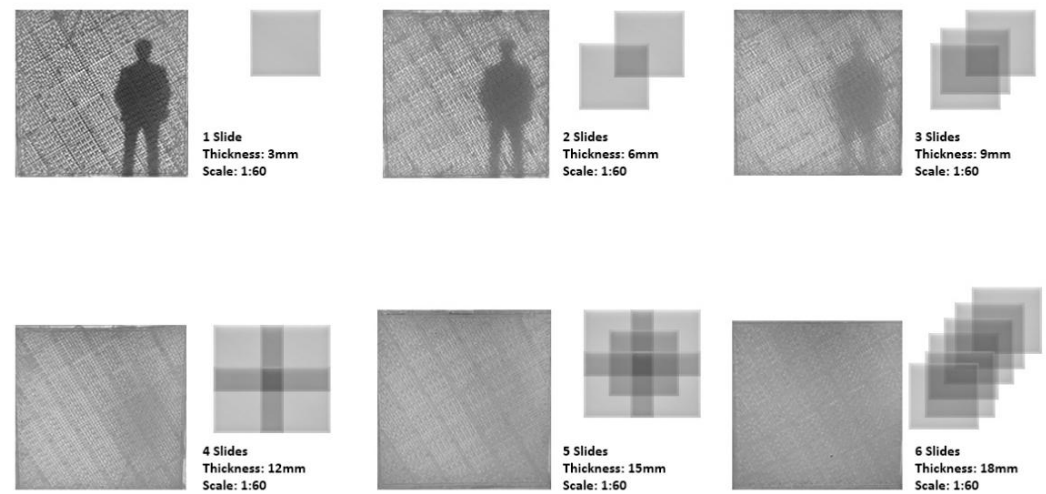 1 Slide
Thickness: 3mm
Scale: 1:60
2 Slides
Thickness: 6mm
Scale: 1:60
3 Slides
Thickness: 9mm
Scale: 1:60
4 Slides
Thickness: 12mm
Scale: 1:60
5 Slides
Thickness: 15mm
Scale: 1:60
6 Slides
Thickness: 18mm
Scale: 1:60